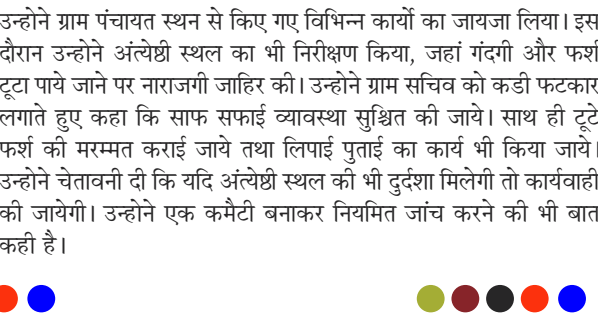 उन्होने ग्राम पंचायत स्थन से किए गए विभिन्न कार्यो का जायजा लिया। इस
दौरान उन्होने अंत्येष्ठी स्थल का भी निरीक्षण किया, जहां गंदगी और फर्श
टूटा पाये जाने पर नाराजगी जाहिर की। उन्होने ग्राम सचिव को कडी फटकार
लगाते हुए कहा कि साफ सफाई व्यावस्था सुश्चित की जाये। साथ ही टूटे
फर्श की मरम्मत कराई जाये तथा लिपाई पुताई का कार्य भी किया जाये।
उन्होने चेतावनी दी कि यदि अंत्येष्ठी स्थल की भी दुर्दशा मिलेगी तो कार्यवाही
की जायेगी। उन्होने एक कमैटी बनाकर नियमित जांच करने की भी बात
कही है।